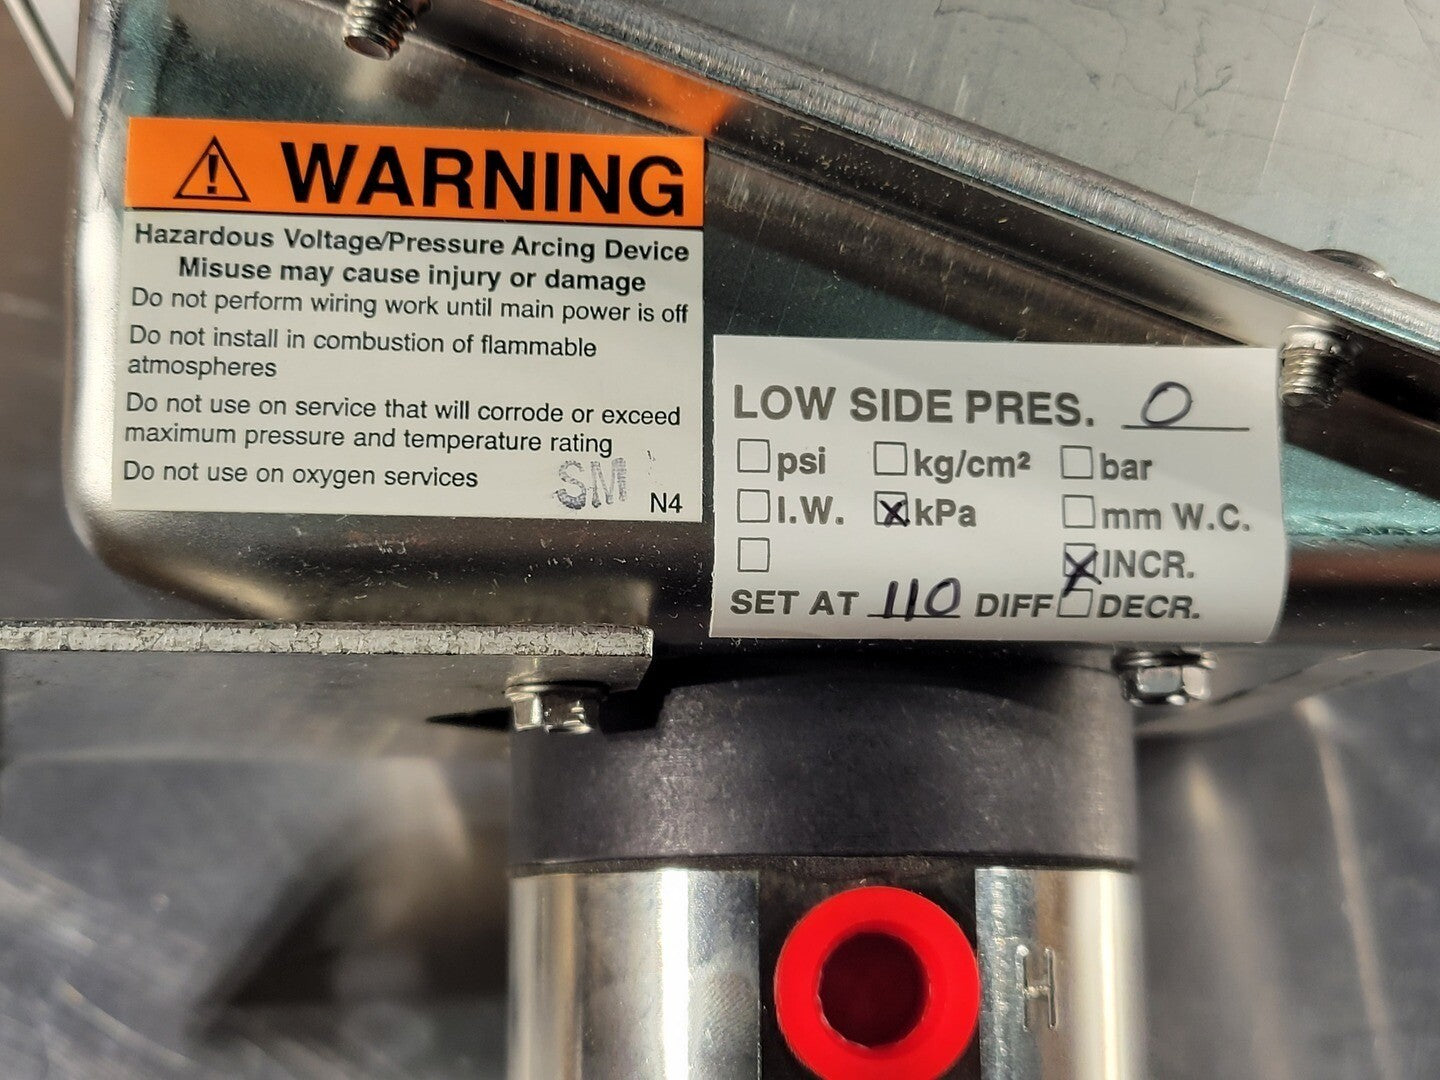 ⚠ WARNING
Hazardous Voltage/Pressure Arcing Device
Misuse may cause injury or damage
Do not perform wiring work until main power is off
Do not install in combustion of flammable
atmospheres
Do not use on service that will corrode or exceed
maximum pressure and temperature rating
Do not use on oxygen services
SM N4
LOW SIDE PRES. 0
☐psi ☐kg/cm² ☐bar
☐I.W. ☒kPa ☐mm W.C.
☐ ☒INCR.
SET AT 110 DIFF ☐DECR.
H